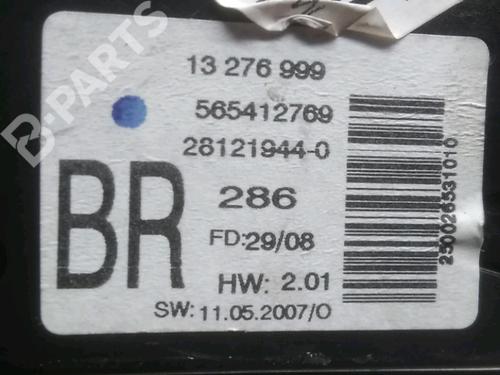 13 276 999
565412769
28121944-0
BR
286
FD:29/08
HW: 2.01
SW: 11.05.2007/O
250026531010
B-PARTS